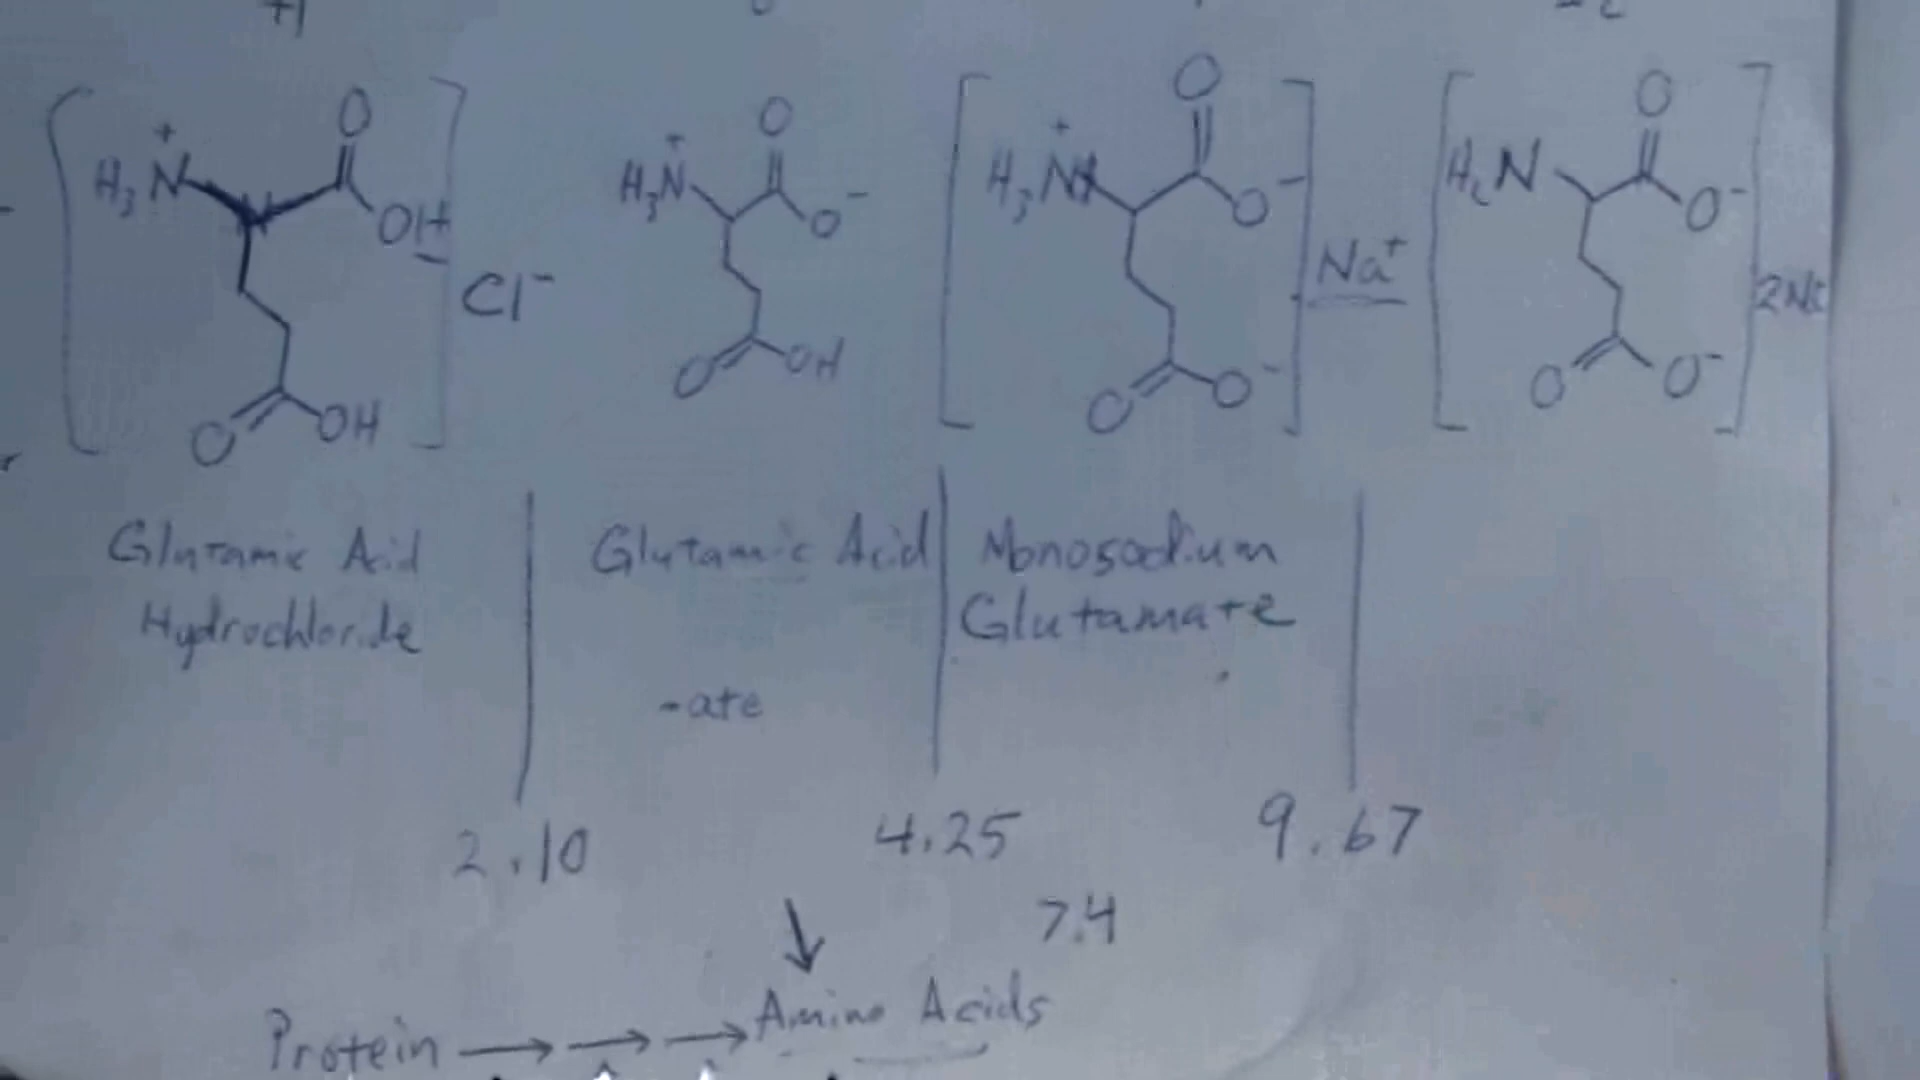 +1
O O O O
H₃N⁺ H₃N⁺ H₃N⁺ H₂N
OH O⁻ O⁻ O⁻
Cl⁻ Na⁺
O OH O OH O O⁻ O O⁻
Glutamic Acid Glutamic Acid Monosodium
Hydrochloride Glutamate
-ate
2.10 4.25 9.67
7.4
Protein → → → Amino Acids